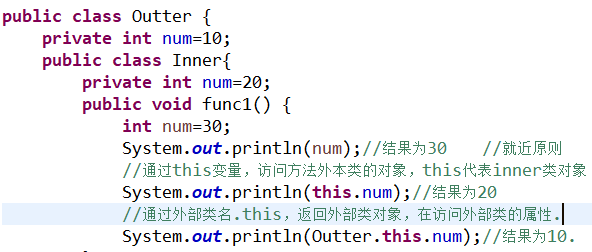 public class Outter {
    private int num=10;
    public class Inner{
        private int num=20;
        public void func1() {
            int num=30;
            System.out.println(num);//结果为30    //就近原则
            //通过this变量，访问方法外本类的对象，this代表inner类对象
            System.out.println(this.num);//结果为20
            //通过外部类名.this，返回外部类对象，在访问外部类的属性.
            System.out.println(Outter.this.num);//结果为10.